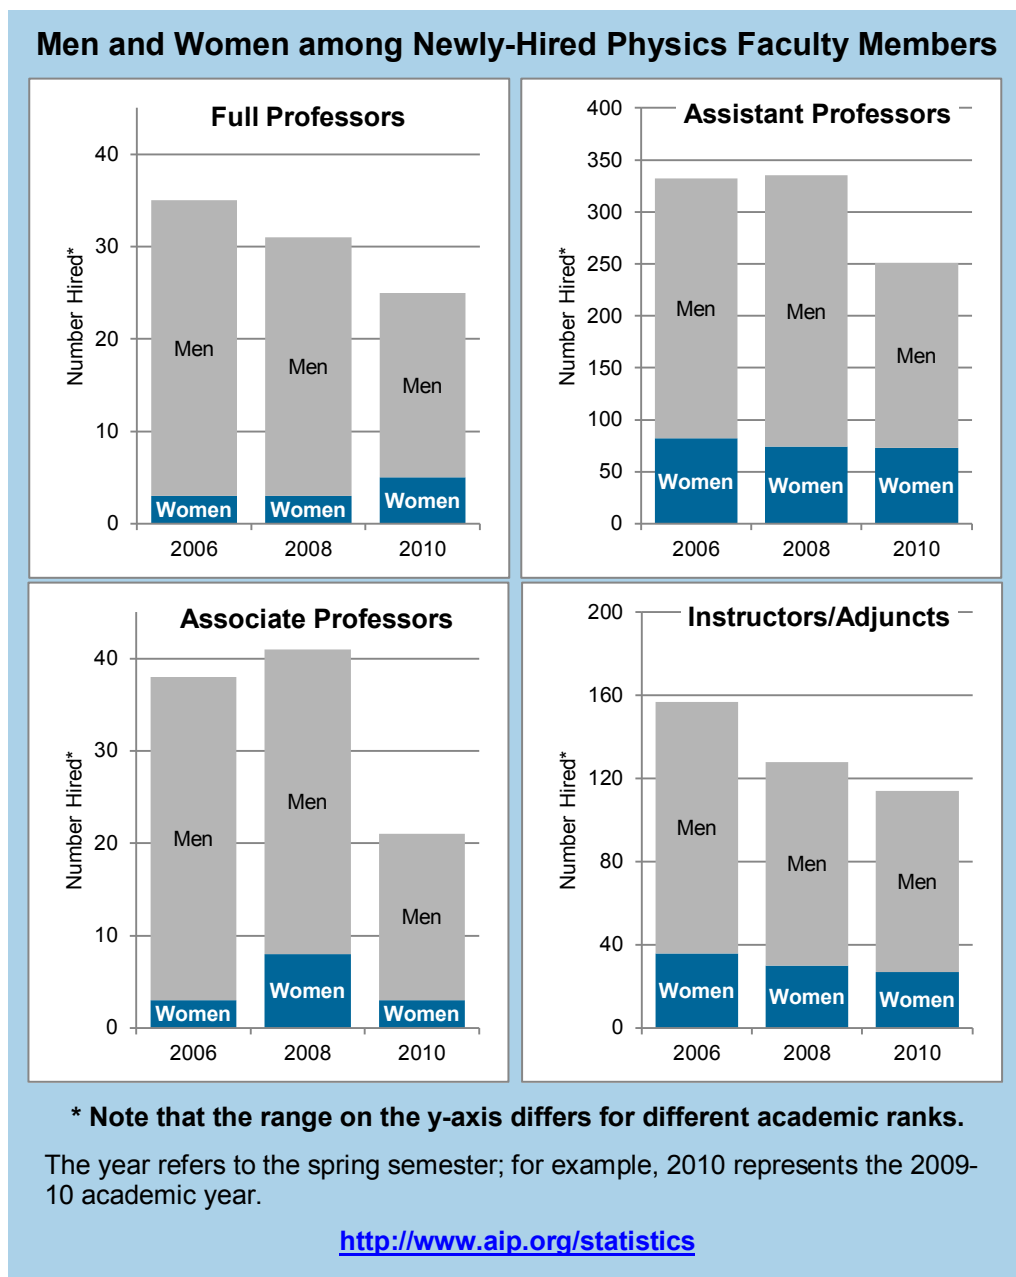 Men and Women among Newly-Hired Physics Faculty Members
Full Professors
Number Hired*
40
30
20
10
0
Men
Men
Men
Women
Women
Women
2006
2008
2010
Assistant Professors
Number Hired*
400
350
300
250
200
150
100
50
0
Men
Men
Men
Women
Women
Women
2006
2008
2010
Associate Professors
Number Hired*
40
30
20
10
0
Men
Men
Men
Women
Women
Women
2006
2008
2010
Instructors/Adjuncts
Number Hired*
200
160
120
80
40
0
Men
Men
Men
Women
Women
Women
2006
2008
2010
* Note that the range on the y-axis differs for different academic ranks.
The year refers to the spring semester; for example, 2010 represents the 2009-
10 academic year.
http://www.aip.org/statistics